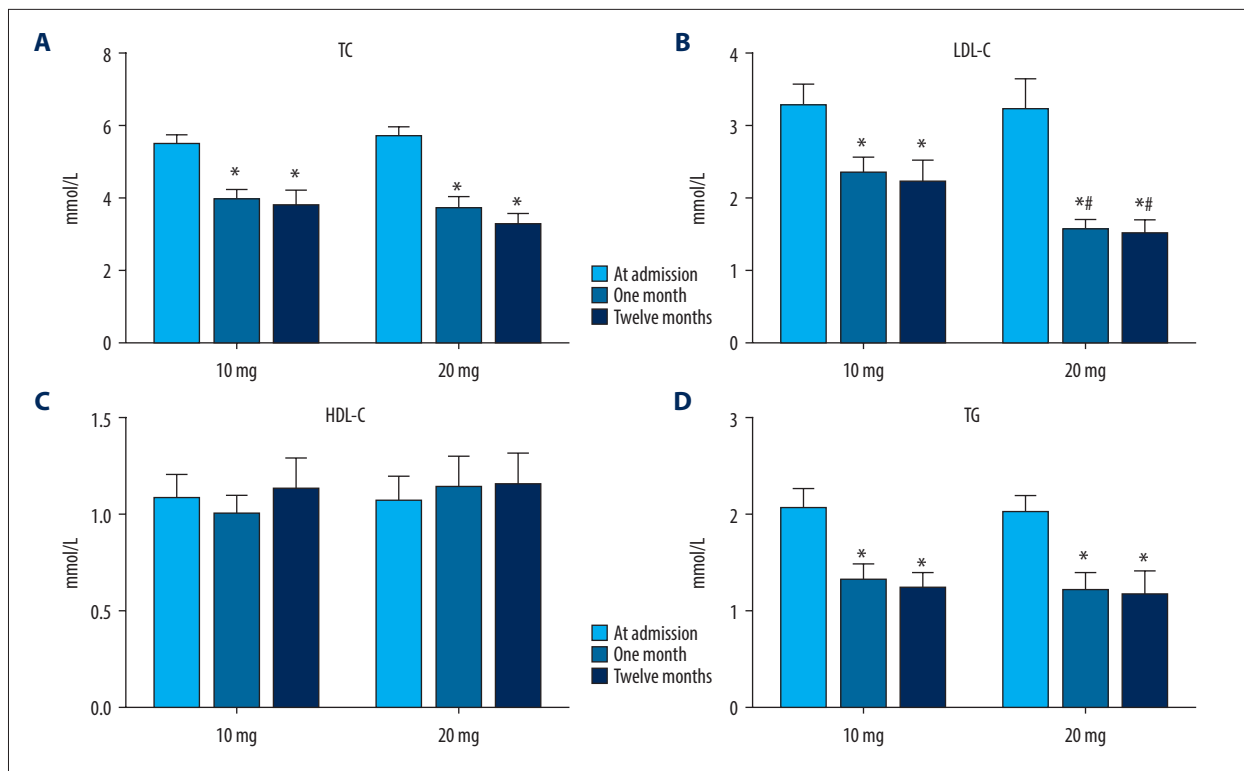 A
TC
8
6
4
2
0
mmol/L
*
*
*
*
10 mg
20 mg
B
LDL-C
4
3
2
1
0
mmol/L
*
*
*#
*#
10 mg
20 mg
At admission
One month
Twelve months
C
HDL-C
1.5
1.0
0.5
0.0
mmol/L
10 mg
20 mg
D
TG
3
2
1
0
mmol/L
*
*
*
*
10 mg
20 mg
At admission
One month
Twelve months